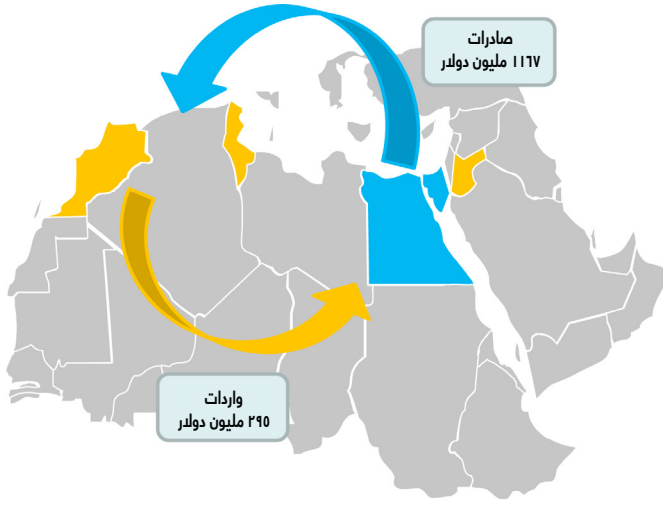 صادرات
١١٦٧ مليون دولار
واردات
٢٩٥ مليون دولار